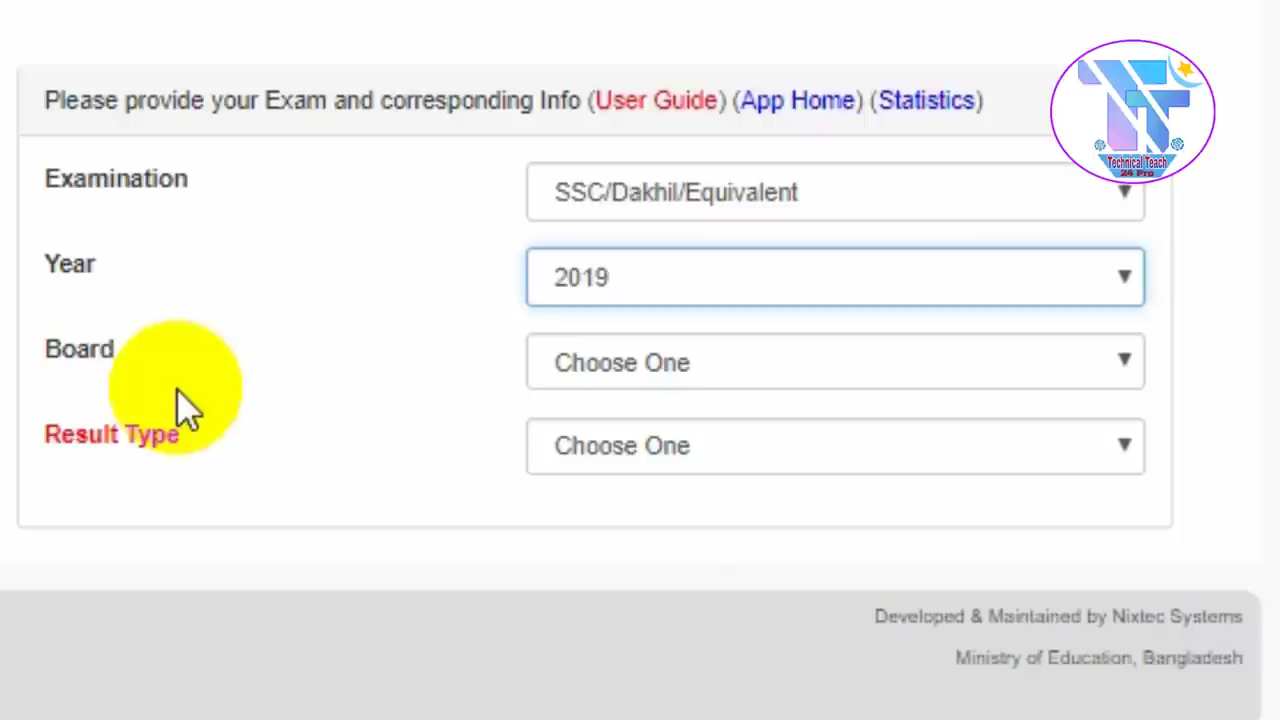 Please provide your Exam and corresponding Info (User Guide) (App Home) (Statistics)
Technical Teach
24 Pro
Examination
SSC/Dakhil/Equivalent
Year
2019
Board
Choose One
Result Type
Choose One
Developed & Maintained by Nixtec Systems
Ministry of Education, Bangladesh